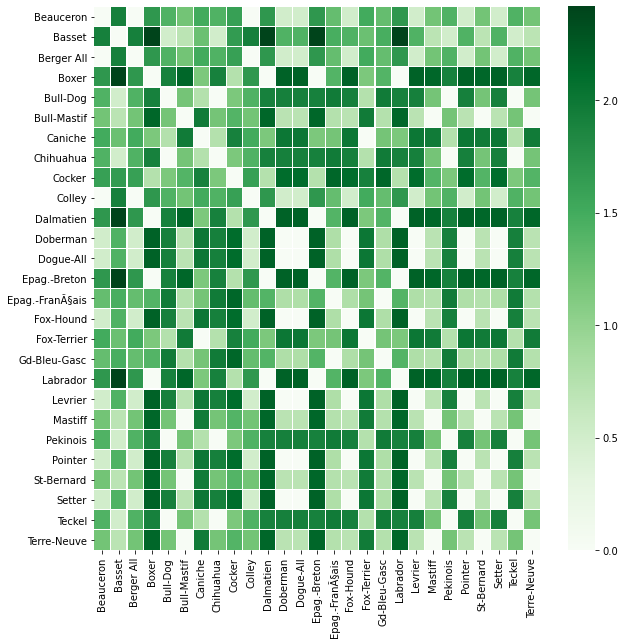 Beauceron
Basset
Berger All
Boxer
Bull-Dog
Bull-Mastif
Caniche
Chihuahua
Cocker
Colley
Dalmatien
Doberman
Dogue-All
Epag.-Breton
Epag.-FranÃ§ais
Fox-Hound
Fox-Terrier
Gd-Bleu-Gasc
Labrador
Levrier
Mastiff
Pekinois
Pointer
St-Bernard
Setter
Teckel
Terre-Neuve
Beauceron
Basset
Berger All
Boxer
Bull-Dog
Bull-Mastif
Caniche
Chihuahua
Cocker
Colley
Dalmatien
Doberman
Dogue-All
Epag.-Breton
Epag.-FranÃ§ais
Fox-Hound
Fox-Terrier
Gd-Bleu-Gasc
Labrador
Levrier
Mastiff
Pekinois
Pointer
St-Bernard
Setter
Teckel
Terre-Neuve
2.0
1.5
1.0
0.5
0.0